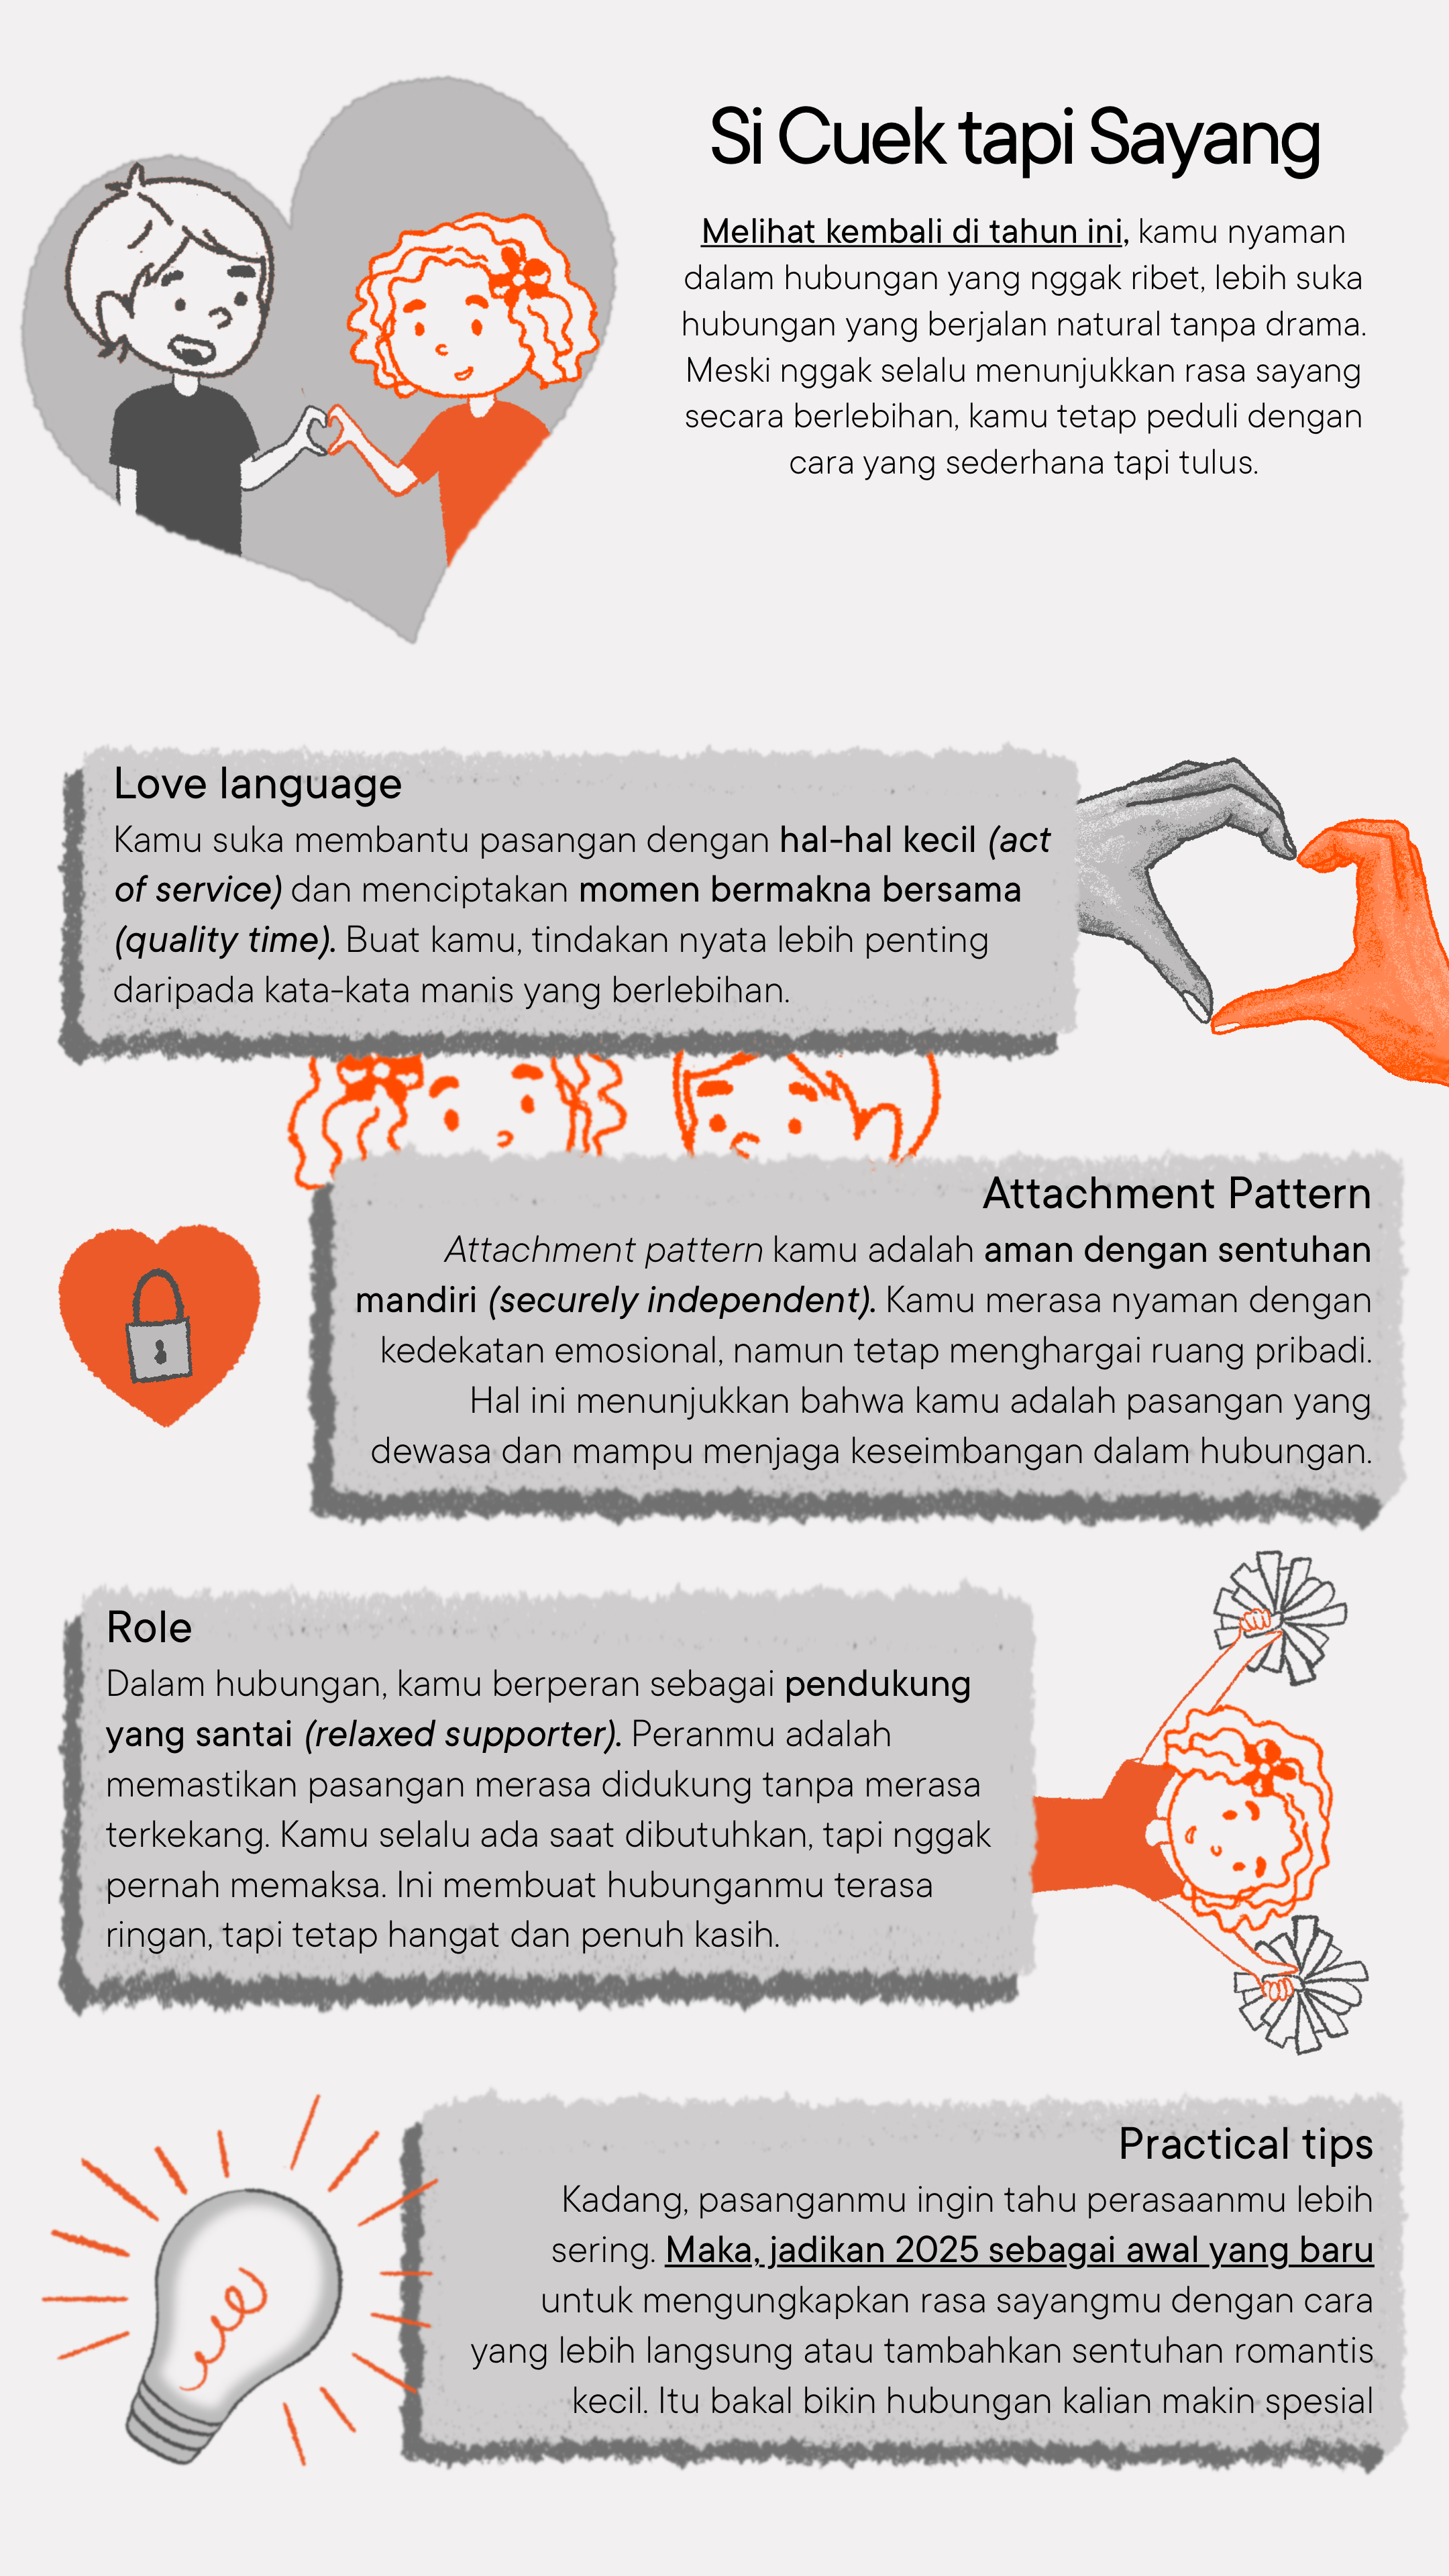 Si Cuek tapi Sayang
Melihat kembali di tahun ini, kamu nyaman
dalam hubungan yang nggak ribet, lebih suka
hubungan yang berjalan natural tanpa drama.
Meski nggak selalu menunjukkan rasa sayang
secara berlebihan, kamu tetap peduli dengan
cara yang sederhana tapi tulus.
Love language
Kamu suka membantu pasangan dengan hal-hal kecil (act
of service) dan menciptakan momen bermakna bersama
(quality time). Buat kamu, tindakan nyata lebih penting
daripada kata-kata manis yang berlebihan.
Attachment Pattern
Attachment pattern kamu adalah aman dengan sentuhan
mandiri (securely independent). Kamu merasa nyaman dengan
kedekatan emosional, namun tetap menghargai ruang pribadi.
Hal ini menunjukkan bahwa kamu adalah pasangan yang
dewasa dan mampu menjaga keseimbangan dalam hubungan.
Role
Dalam hubungan, kamu berperan sebagai pendukung
yang santai (relaxed supporter). Peranmu adalah
memastikan pasangan merasa didukung tanpa merasa
terkekang. Kamu selalu ada saat dibutuhkan, tapi nggak
pernah memaksa. Ini membuat hubunganmu terasa
ringan, tapi tetap hangat dan penuh kasih.
Practical tips
Kadang, pasanganmu ingin tahu perasaanmu lebih
sering. Maka, jadikan 2025 sebagai awal yang baru
untuk mengungkapkan rasa sayangmu dengan cara
yang lebih langsung atau tambahkan sentuhan romantis
kecil. Itu bakal bikin hubungan kalian makin spesial